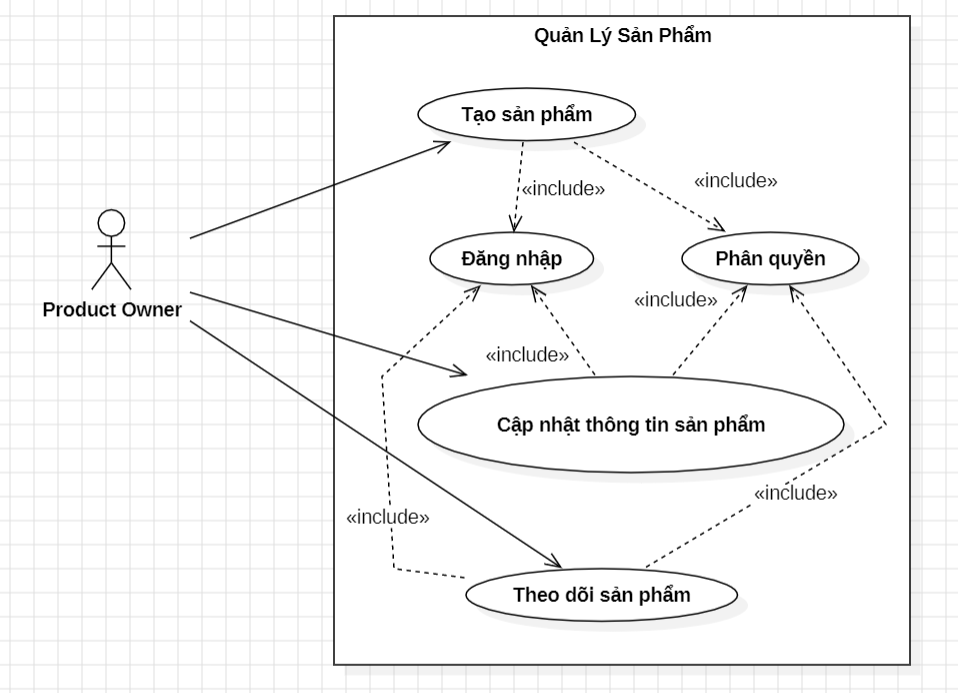 Quản Lý Sản Phẩm
Tạo sản phẩm
«include»
«include»
Đăng nhập
Phân quyền
Product Owner
«include»
«include»
Cập nhật thông tin sản phẩm
«include»
«include»
Theo dõi sản phẩm